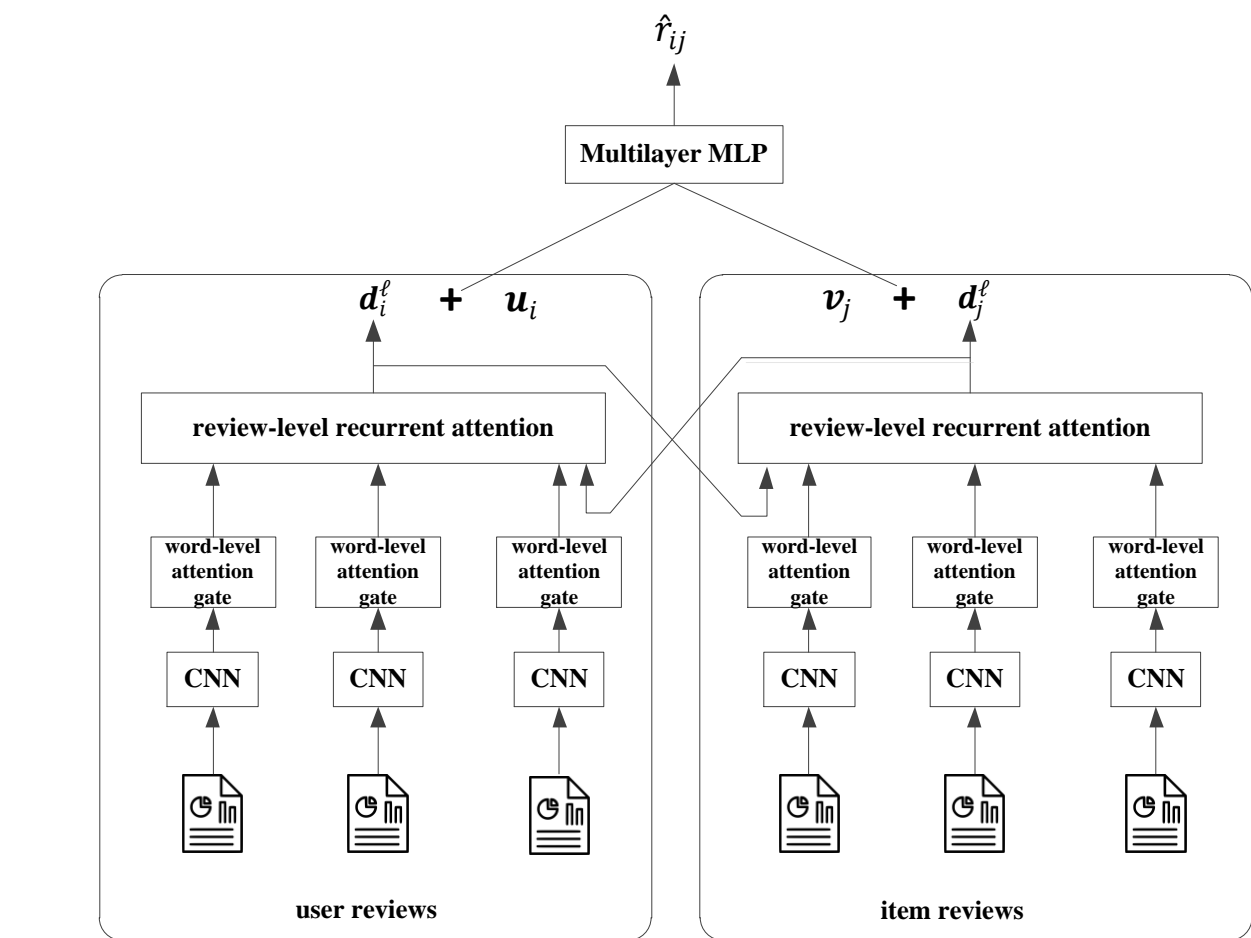 r̂ᵢⱼ
Multilayer MLP
dᵢ^ℓ + uᵢ
vⱼ + dⱼ^ℓ
review-level recurrent attention
review-level recurrent attention
word-level
attention
gate
word-level
attention
gate
word-level
attention
gate
word-level
attention
gate
word-level
attention
gate
word-level
attention
gate
CNN
CNN
CNN
CNN
CNN
CNN
user reviews
item reviews